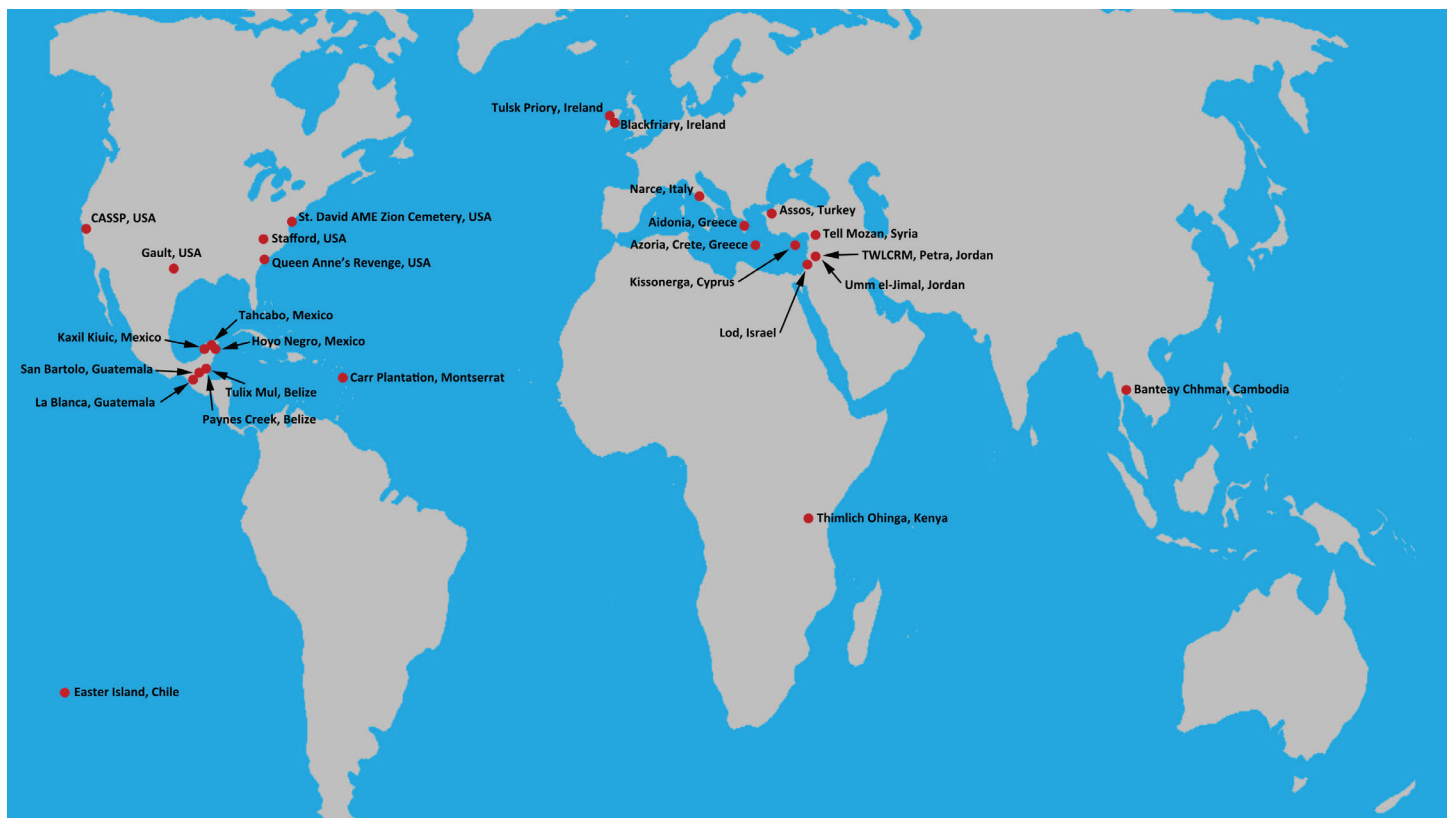 Tulsk Priory, Ireland
Blackfriary, Ireland
Narce, Italy
CASSP, USA
St. David AME Zion Cemetery, USA
Assos, Turkey
Aidonia, Greece
Stafford, USA
Tell Mozan, Syria
Azoria, Crete, Greece
Gault, USA
TWLCRM, Petra, Jordan
Queen Anne’s Revenge, USA
Kissonerga, Cyprus
Umm el-Jimal, Jordan
Tahcabo, Mexico
Lod, Israel
Kaxil Kiuic, Mexico
Hoyo Negro, Mexico
San Bartolo, Guatemala
Carr Plantation, Montserrat
Banteay Chhmar, Cambodia
Tulix Mul, Belize
La Blanca, Guatemala
Paynes Creek, Belize
Thimlich Ohinga, Kenya
Easter Island, Chile